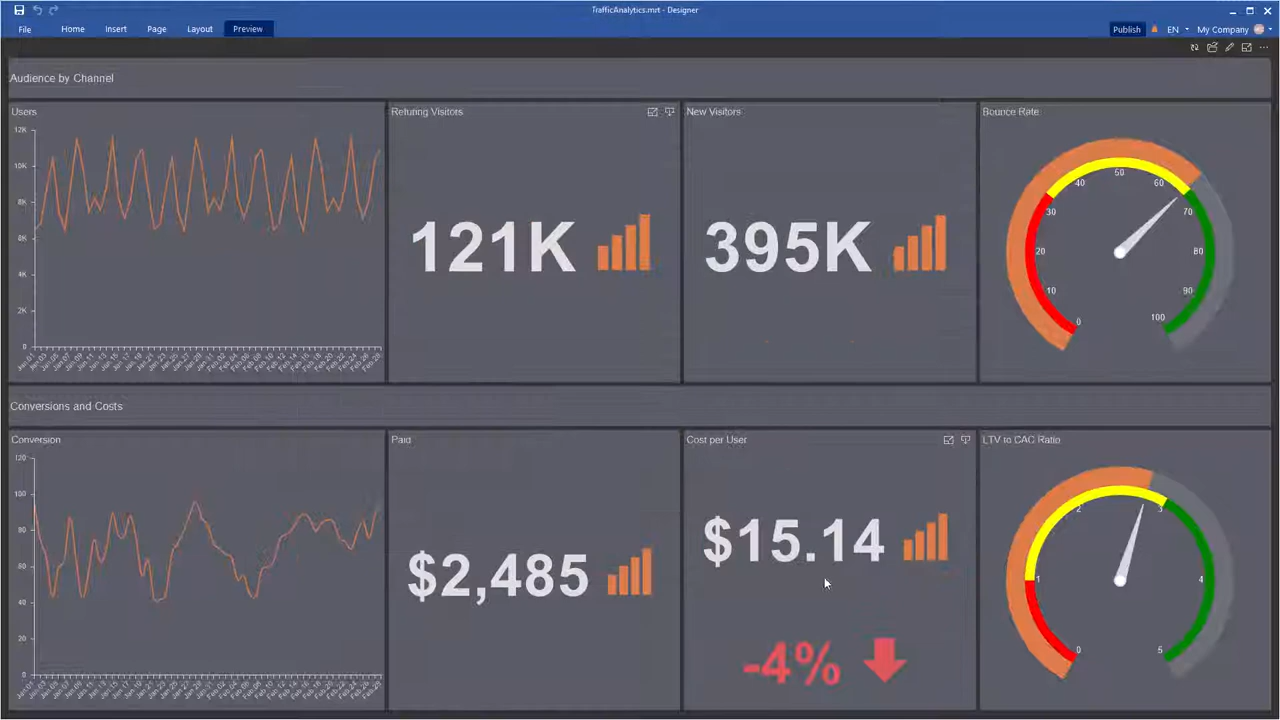 TrafficAnalytics.mrt - Designer
File Home Insert Page Layout Preview
Publish EN My Company
Audience by Channel
Users
12K
10K
8K
6K
4K
2K
0
Returing Visitors
121K
New Visitors
395K
Bounce Rate
0 10 20 30 40 50 60 70 80 90 100
Conversions and Costs
Conversion
120
100
80
60
40
20
0
Paid
$2,485
Cost per User
$15.14
-4%
LTV to CAC Ratio
0 1 2 3 4 5